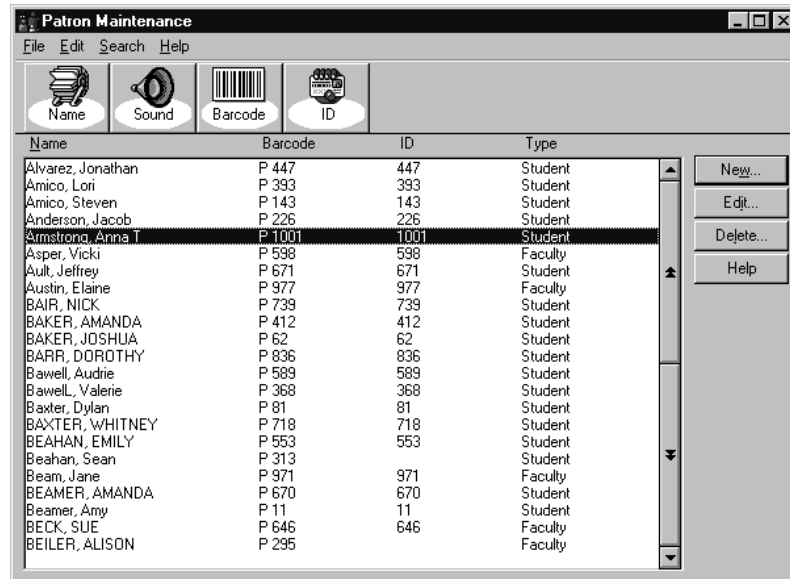 Patron Maintenance
File Edit Search Help
Name Sound Barcode ID
Name Barcode ID Type
Alvarez, Jonathan P 447 447 Student
Amico, Lori P 393 393 Student
Amico, Steven P 143 143 Student
Anderson, Jacob P 226 226 Student
Armstrong, Anna T P 1001 1001 Student
Asper, Vicki P 598 598 Faculty
Ault, Jeffrey P 671 671 Student
Austin, Elaine P 977 977 Faculty
BAIR, NICK P 739 739 Student
BAKER, AMANDA P 412 412 Student
BAKER, JOSHUA P 62 62 Student
BARR, DOROTHY P 836 836 Student
Bawell, Audrie P 589 589 Student
BawelL, Valerie P 368 368 Student
Baxter, Dylan P 81 81 Student
BAXTER, WHITNEY P 718 718 Student
BEAHAN, EMILY P 553 553 Student
Beahan, Sean P 313 Student
Beam, Jane P 971 971 Faculty
BEAMER, AMANDA P 670 670 Student
Beamer, Amy P 11 11 Student
BECK, SUE P 646 646 Faculty
BEILER, ALISON P 295 Faculty
New...
Edit...
Delete...
Help